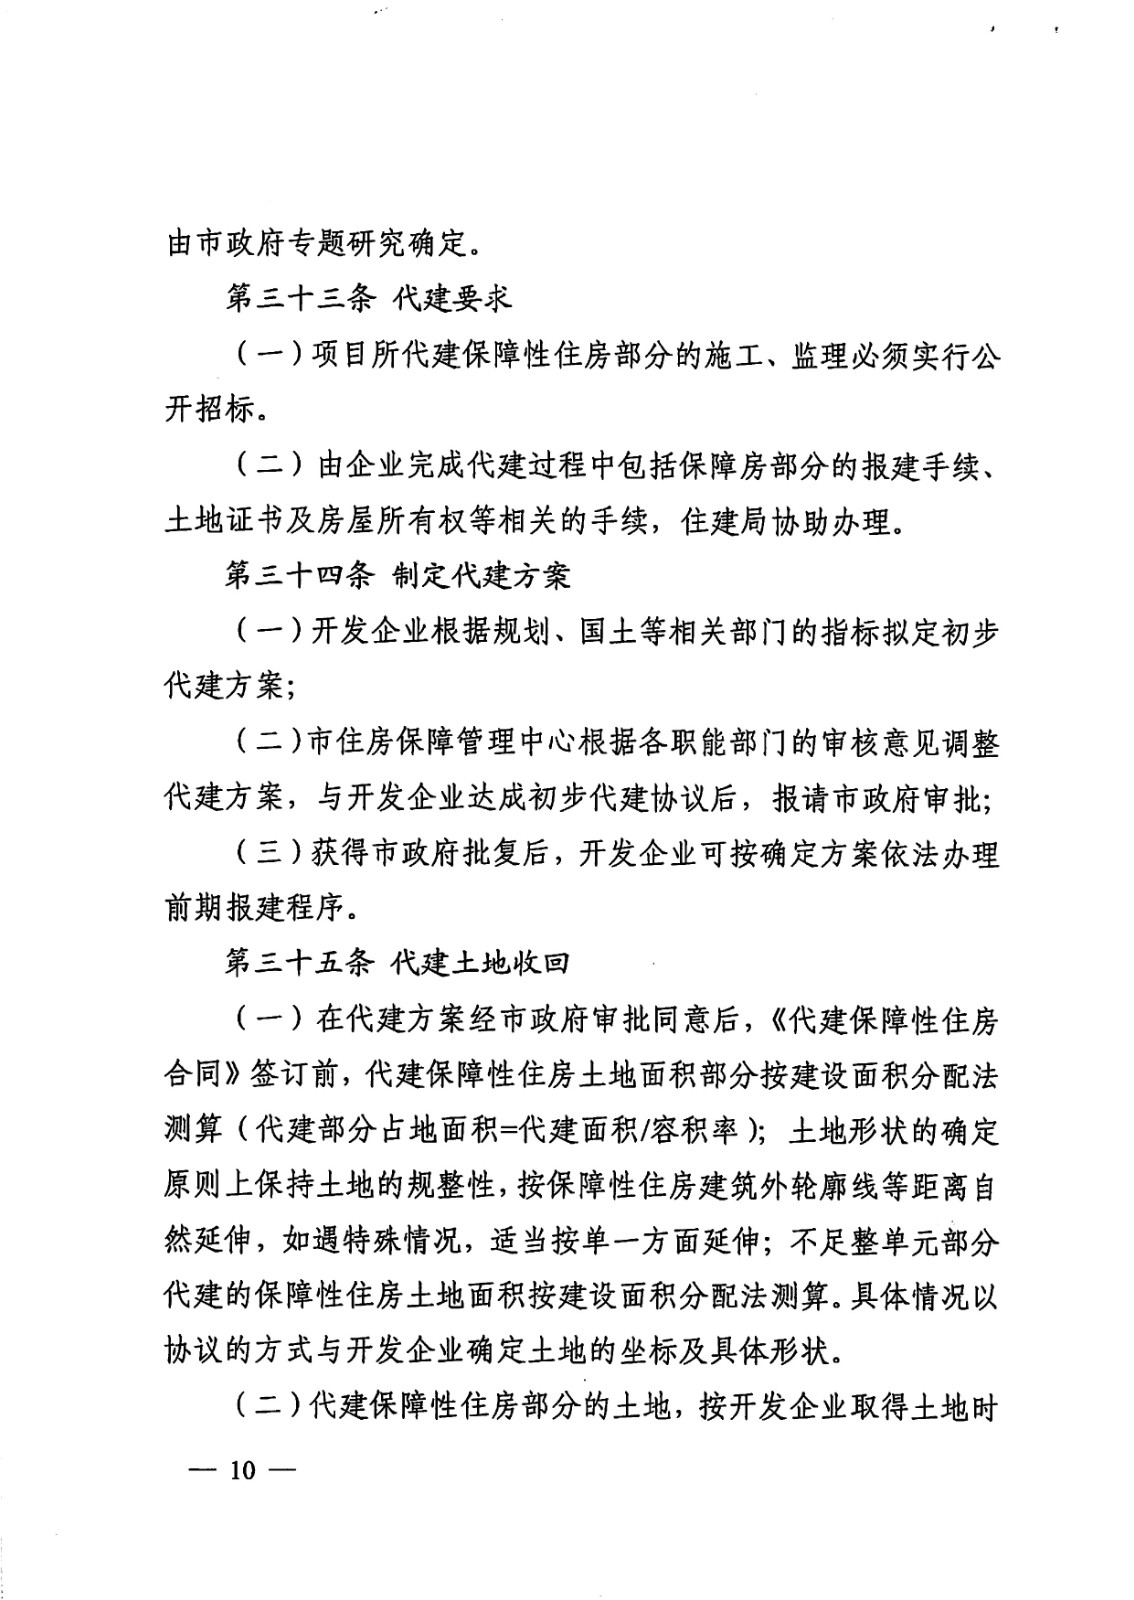 由市政府专题研究确定。
第三十三条 代建要求
（一）项目所代建保障性住房部分的施工、监理必须实行公
开招标。
（二）由企业完成代建过程中包括保障房部分的报建手续、
土地证书及房屋所有权等相关的手续，住建局协助办理。
第三十四条 制定代建方案
（一）开发企业根据规划、国土等相关部门的指标拟定初步
代建方案；
（二）市住房保障管理中心根据各职能部门的审核意见调整
代建方案，与开发企业达成初步代建协议后，报请市政府审批；
（三）获得市政府批复后，开发企业可按确定方案依法办理
前期报建程序。
第三十五条 代建土地收回
（一）在代建方案经市政府审批同意后，《代建保障性住房
合同》签订前，代建保障性住房土地面积部分按建设面积分配法
测算（代建部分占地面积=代建面积/容积率）；土地形状的确定
原则上保持土地的规整性，按保障性住房建筑外轮廓线等距离自
然延伸，如遇特殊情况，适当按单一方面延伸；不足整单元部分
代建的保障性住房土地面积按建设面积分配法测算。具体情况以
协议的方式与开发企业确定土地的坐标及具体形状。
（二）代建保障性住房部分的土地，按开发企业取得土地时
— 10 —